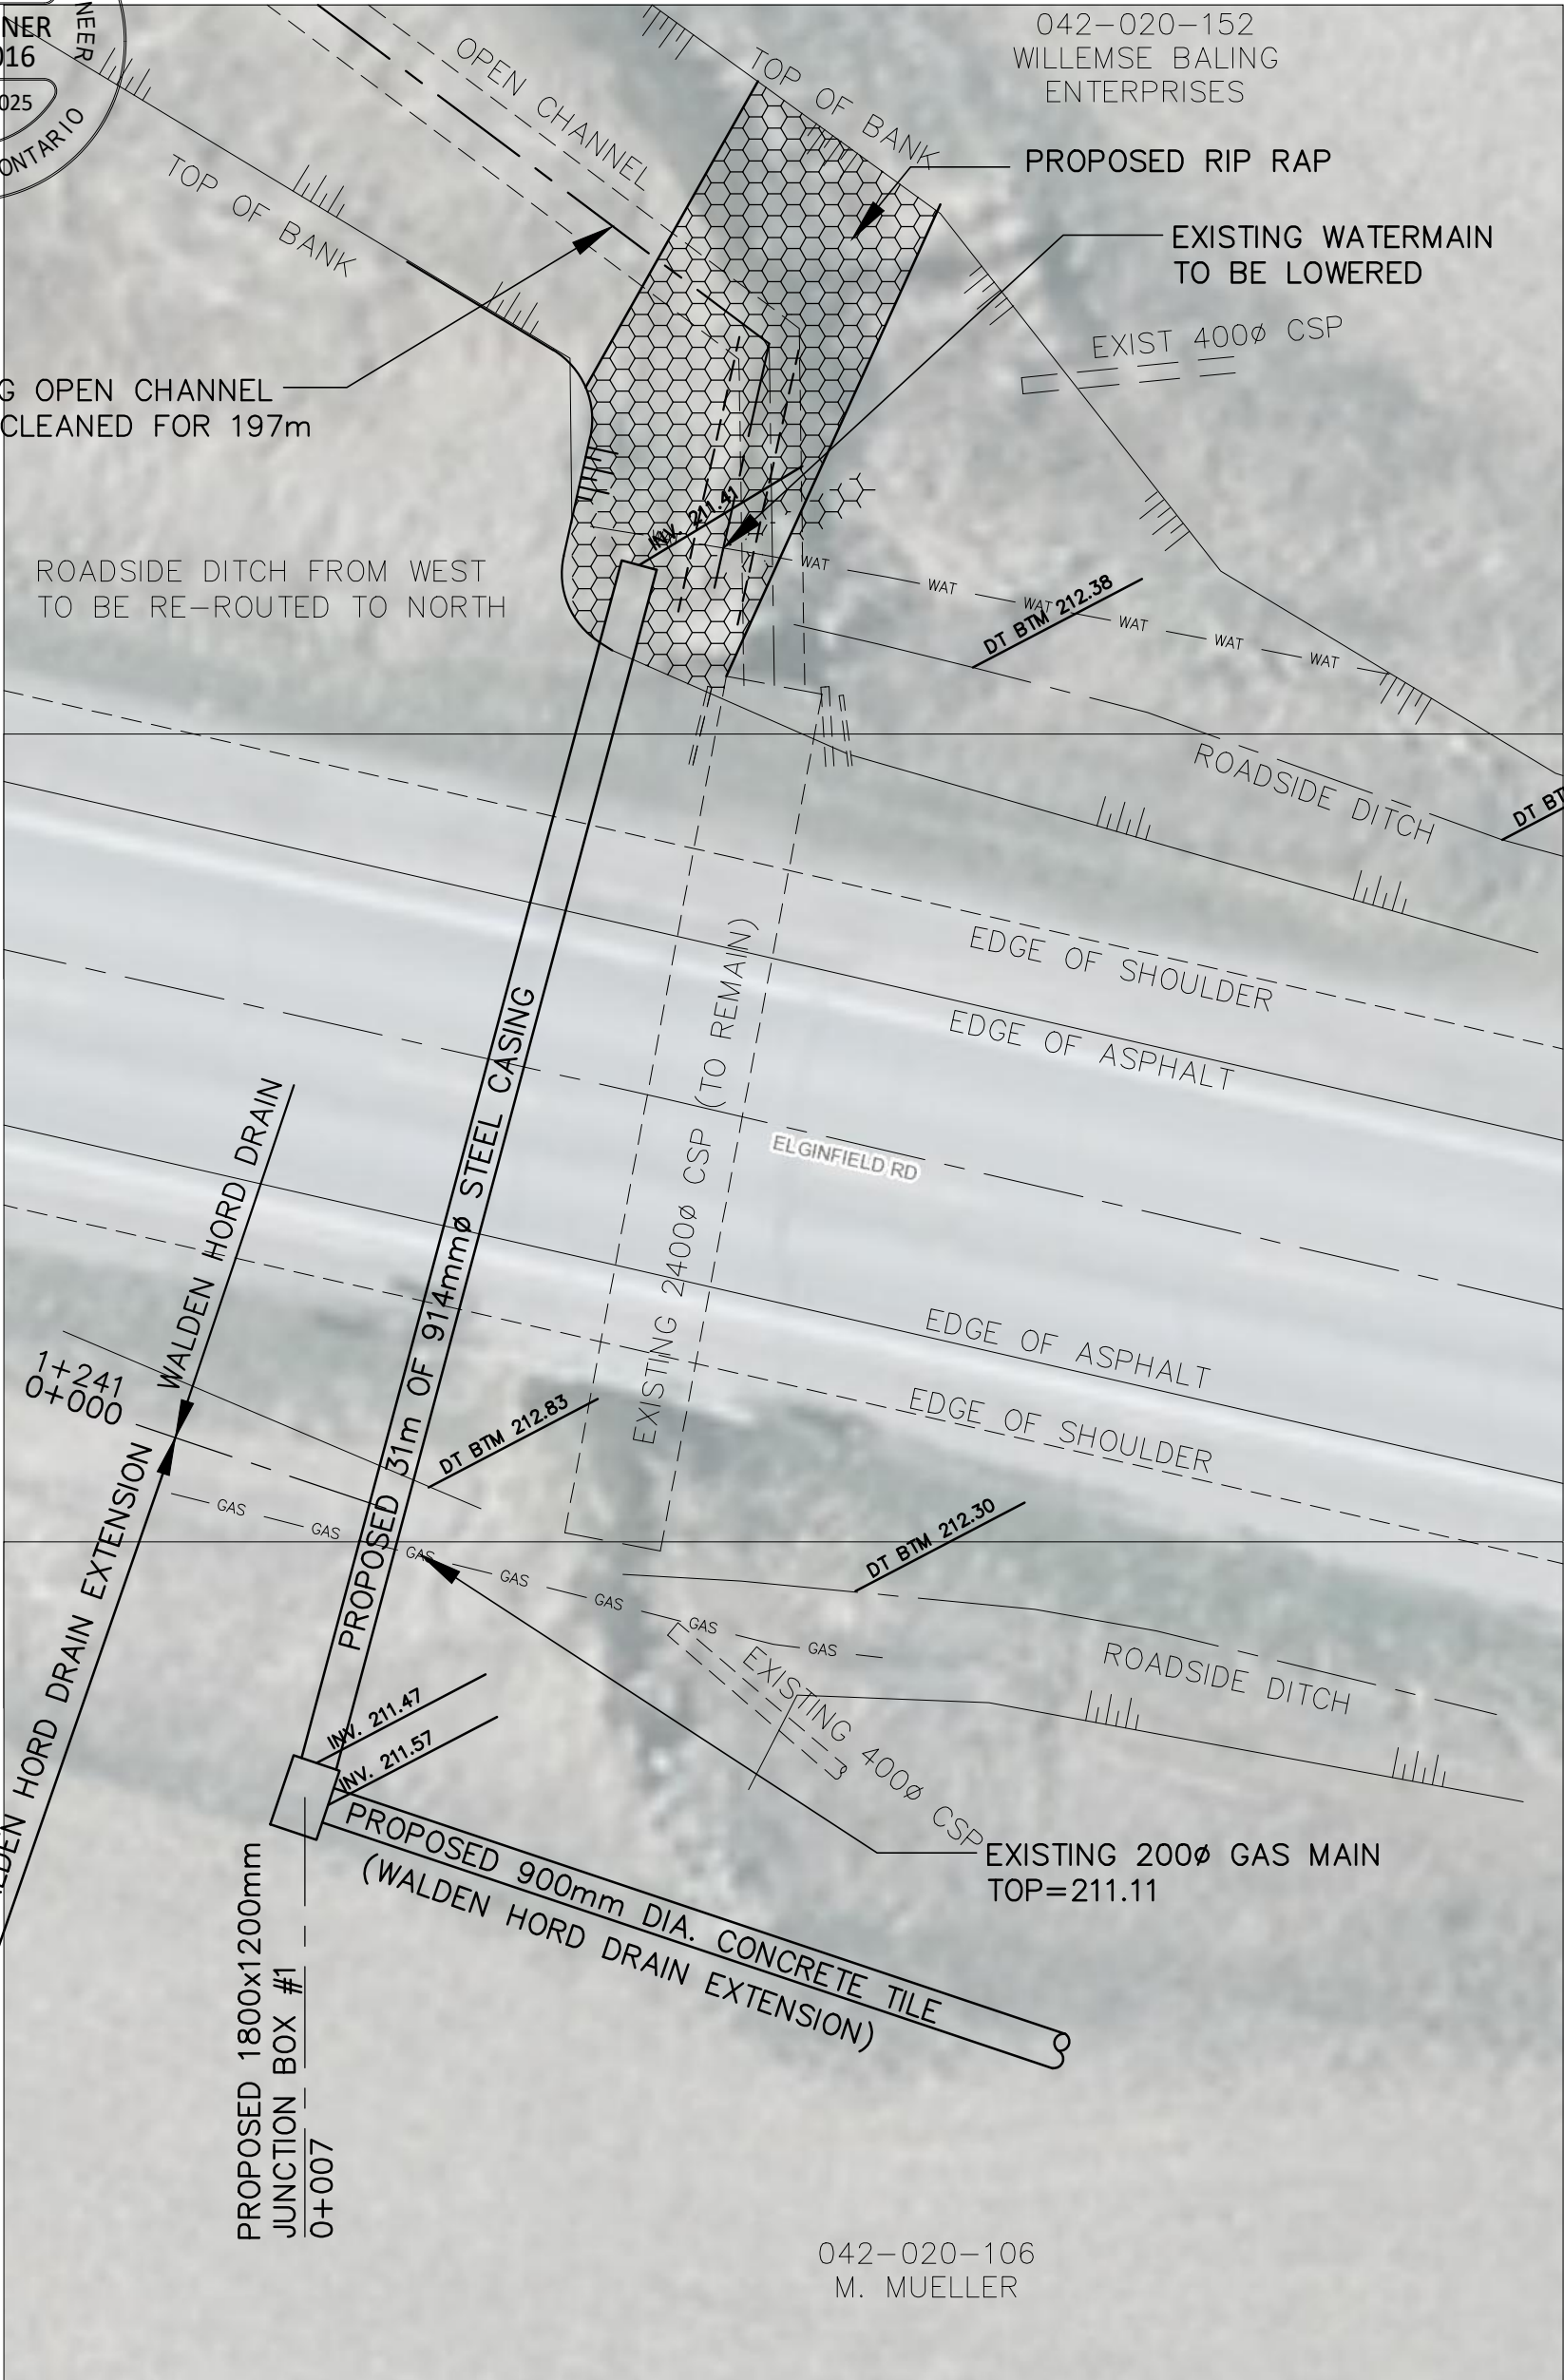 NER
NEER
016
025
ONTARIO
042-020-152
WILLEMSE BALING
ENTERPRISES
OPEN CHANNEL
TOP OF BANK
PROPOSED RIP RAP
TOP OF BANK
EXISTING WATERMAIN
TO BE LOWERED
EXIST 400ø CSP
G OPEN CHANNEL
CLEANED FOR 197m
INV. 211.41
ROADSIDE DITCH FROM WEST
TO BE RE-ROUTED TO NORTH
WAT
WAT
WAT
WAT
WAT
WAT
DT BTM 212.38
ROADSIDE DITCH
DT BT
EDGE OF SHOULDER
EDGE OF ASPHALT
ELGINFIELD RD
EXISTING 2400ø CSP (TO REMAIN)
PROPOSED 31m OF 914mmø STEEL CASING
WALDEN HORD DRAIN
1+241
0+000
EDGE OF ASPHALT
EDGE OF SHOULDER
DT BTM 212.83
DT BTM 212.30
LDEN HORD DRAIN EXTENSION
GAS
GAS
GAS
GAS
GAS
GAS
GAS
ROADSIDE DITCH
EXISTING 400ø CSP
INV. 211.47
INV. 211.57
EXISTING 200ø GAS MAIN
TOP=211.11
PROPOSED 900mm DIA. CONCRETE TILE
(WALDEN HORD DRAIN EXTENSION)
PROPOSED 1800x1200mm
JUNCTION BOX #1
0+007
042-020-106
M. MUELLER